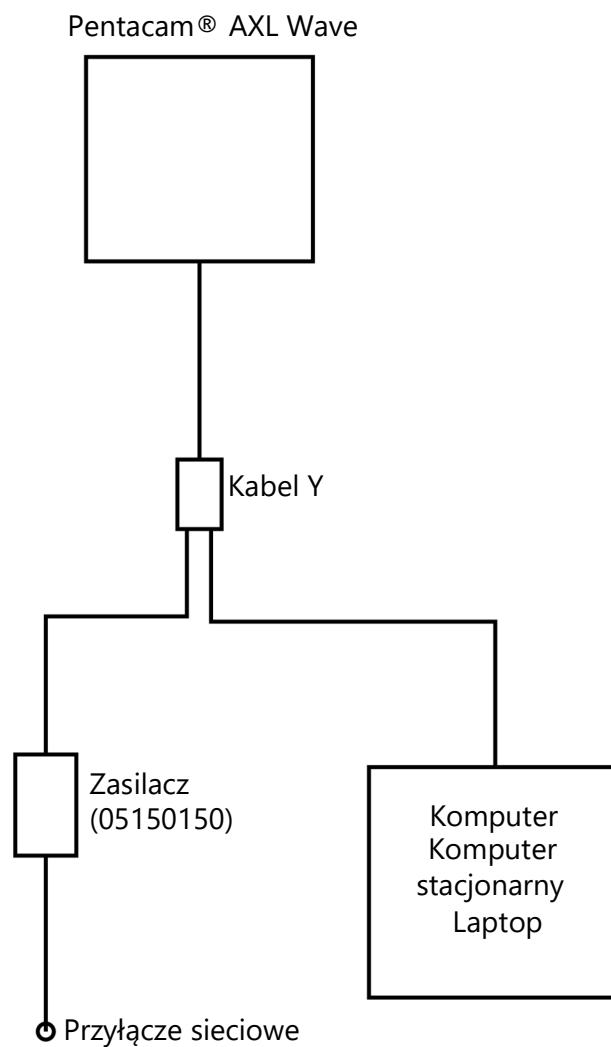 Pentacam® AXL Wave
Kabel Y
Zasilacz
(05150150)
Komputer
Komputer
stacjonarny
Laptop
Przyłącze sieciowe